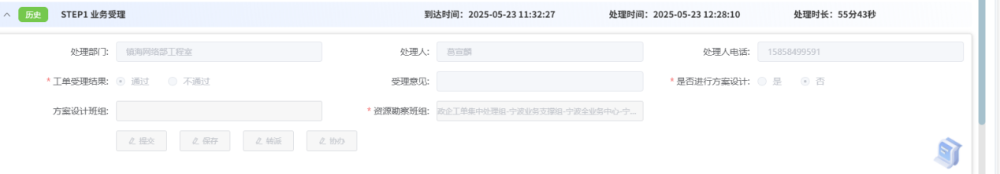 历史 STEP1 业务受理 到达时间：2025-05-23 11:32:27 处理时间：2025-05-23 12:28:10 处理时长：55分43秒
处理部门: 镇海网络部工程室 处理人: 葛宣麟 处理人电话: 15858499591
* 工单受理结果: 通过 不通过 受理意见: * 是否进行方案设计: 是 否
方案设计班组: * 资源勘察班组: 政企工单集中处理组-宁波业务支撑组-宁波全业务中心-宁...
提交 保存 转派 协办